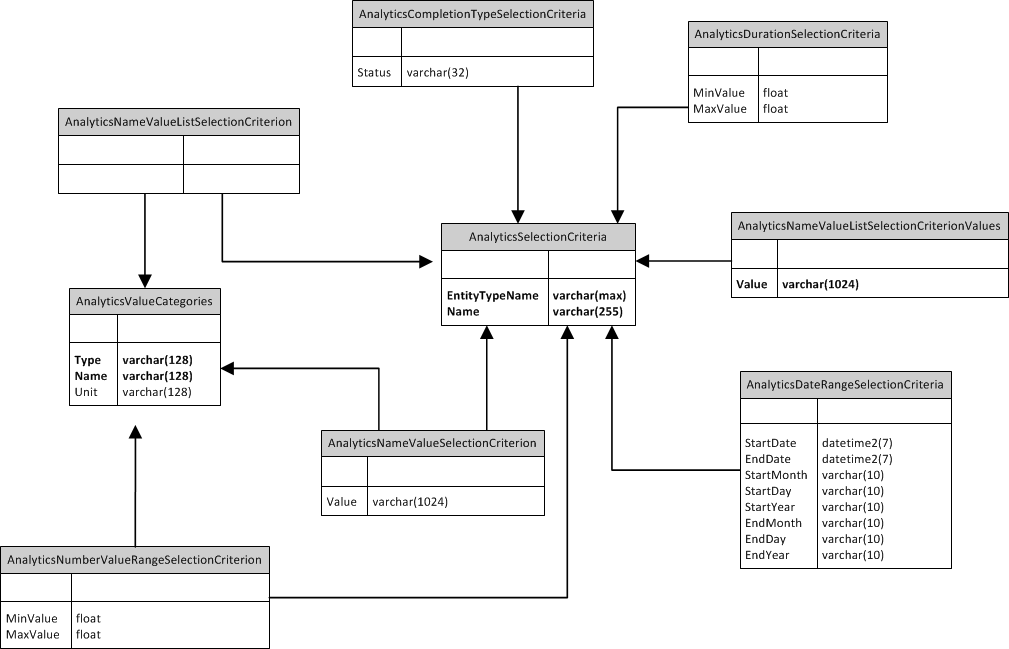 AnalyticsCompletionTypeSelectionCriteria
Status varchar(32)
AnalyticsDurationSelectionCriteria
MinValue float
MaxValue float
AnalyticsNameValueListSelectionCriterion
AnalyticsSelectionCriteria
EntityTypeName varchar(max)
Name varchar(255)
AnalyticsNameValueListSelectionCriterionValues
Value varchar(1024)
AnalyticsValueCategories
Type varchar(128)
Name varchar(128)
Unit varchar(128)
AnalyticsDateRangeSelectionCriteria
StartDate datetime2(7)
EndDate datetime2(7)
StartMonth varchar(10)
StartDay varchar(10)
StartYear varchar(10)
EndMonth varchar(10)
EndDay varchar(10)
EndYear varchar(10)
AnalyticsNameValueSelectionCriterion
Value varchar(1024)
AnalyticsNumberValueRangeSelectionCriterion
MinValue float
MaxValue float